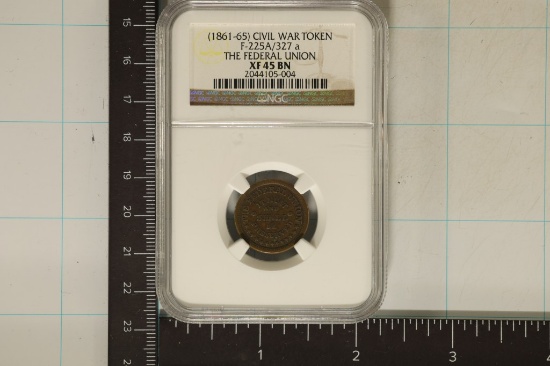 (1861-65) CIVIL WAR TOKEN
F-225A/327 a
THE FEDERAL UNION
XF 45 BN
2044105-004
NGC
15
16
17
18
19
20
21
22
23
1
2
3
4